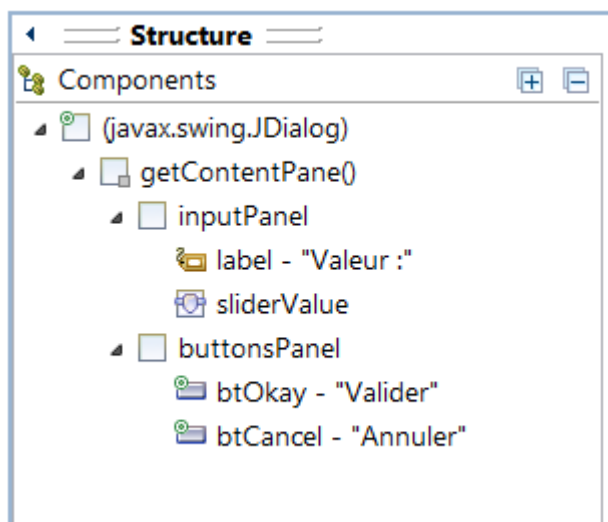 Structure
Components
(javax.swing.JDialog)
getContentPane()
inputPanel
label - "Valeur :"
sliderValue
buttonsPanel
btOkay - "Valider"
btCancel - "Annuler"